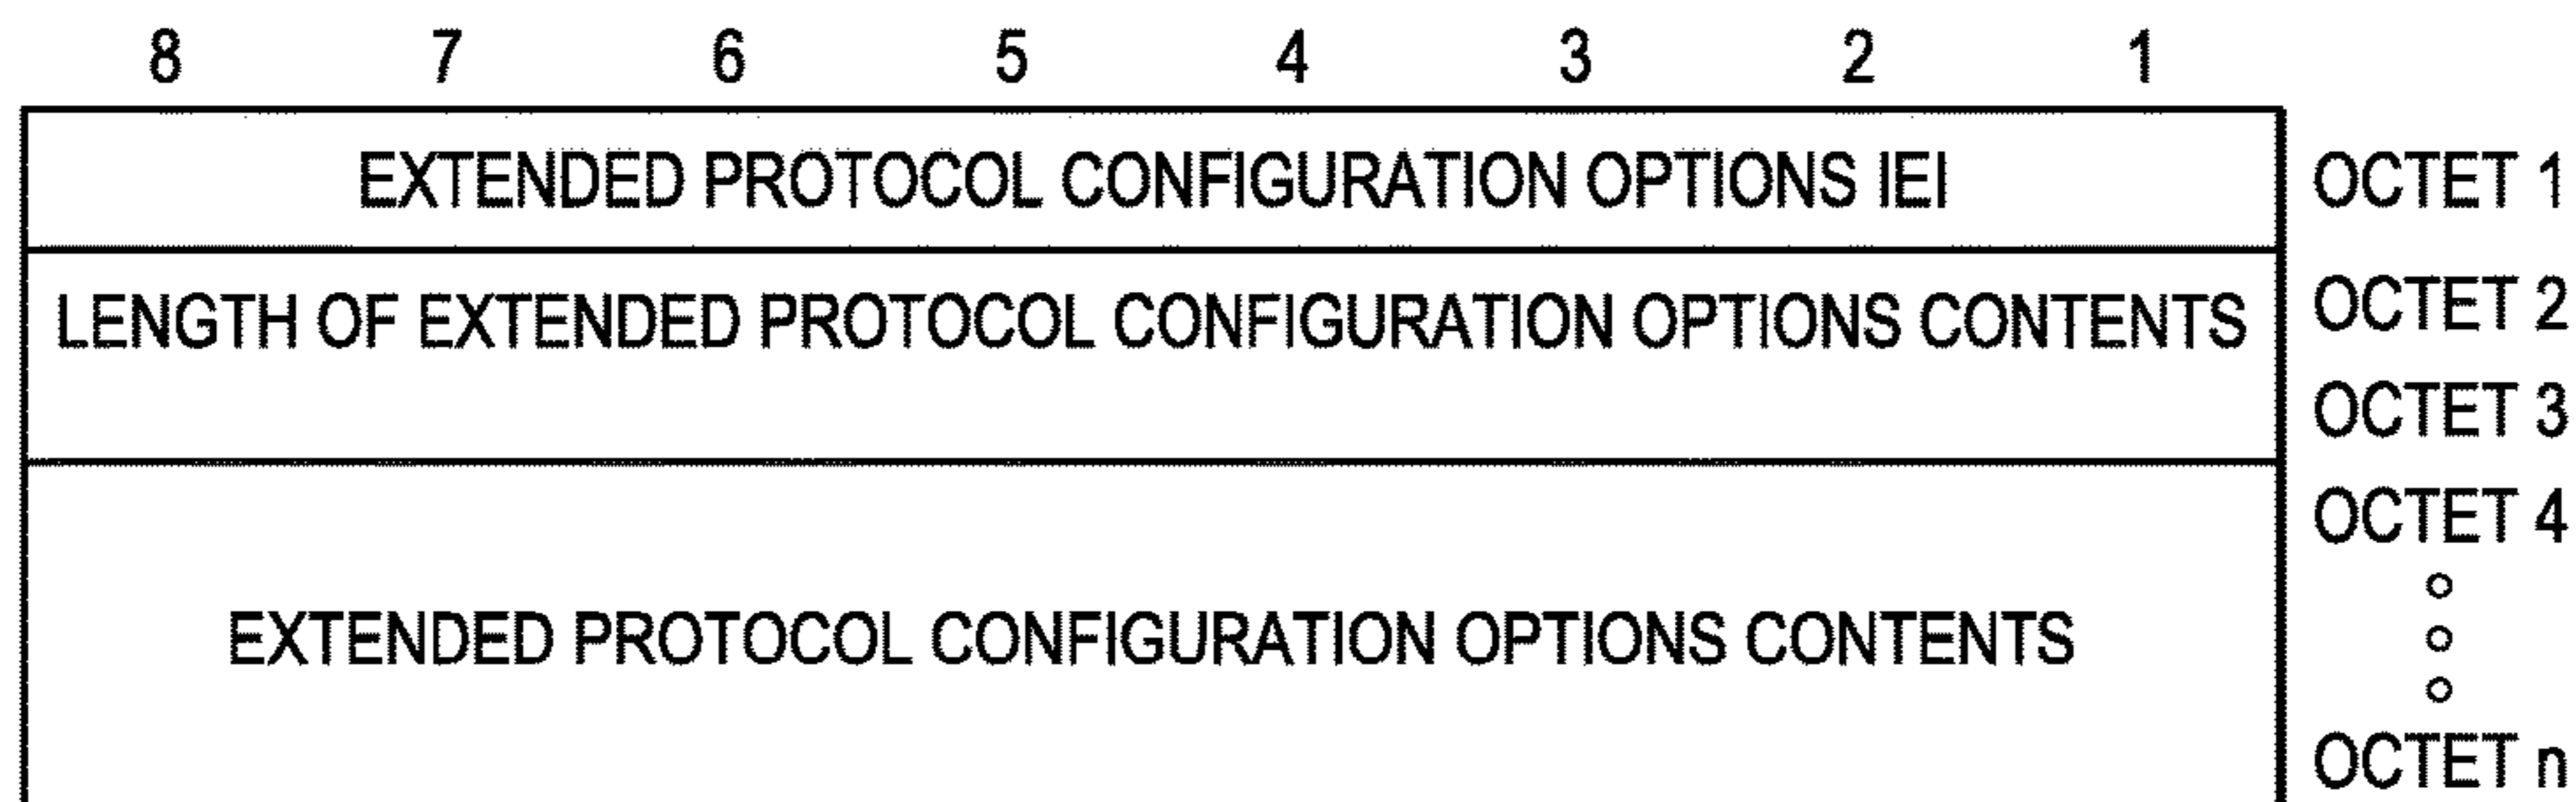 8 7 6 5 4 3 2 1
EXTENDED PROTOCOL CONFIGURATION OPTIONS IEI OCTET 1
LENGTH OF EXTENDED PROTOCOL CONFIGURATION OPTIONS CONTENTS OCTET 2
OCTET 3
OCTET 4
EXTENDED PROTOCOL CONFIGURATION OPTIONS CONTENTS
OCTET n